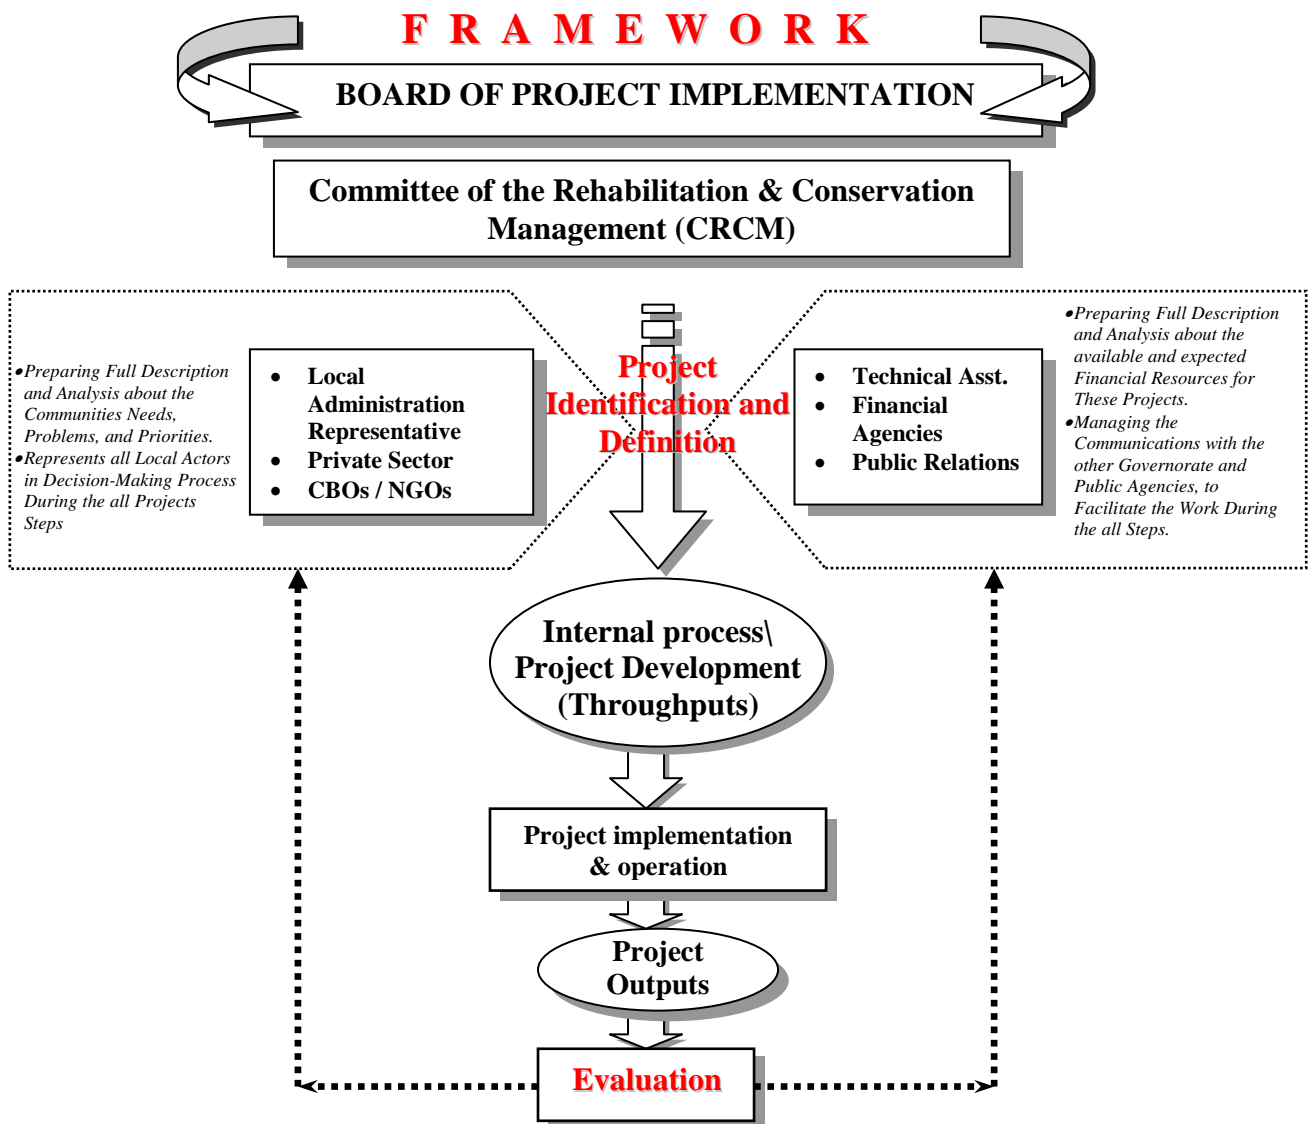 F R A M E W O R K
BOARD OF PROJECT IMPLEMENTATION
Committee of the Rehabilitation & Conservation
Management (CRCM)
•Preparing Full Description
and Analysis about the
Communities Needs,
Problems, and Priorities.
•Represents all Local Actors
in Decision-Making Process
During the all Projects
Steps
• Local
Administration
Representative
• Private Sector
• CBOs / NGOs
Project
Identification and
Definition
• Technical Asst.
• Financial
Agencies
• Public Relations
•Preparing Full Description
and Analysis about the
available and expected
Financial Resources for
These Projects.
•Managing the
Communications with the
other Governorate and
Public Agencies, to
Facilitate the Work During
the all Steps.
Internal process\
Project Development
(Throughputs)
Project implementation
& operation
Project
Outputs
Evaluation